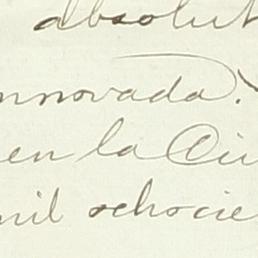 absolut
nnovada.
en la Ciu
mil ochocie